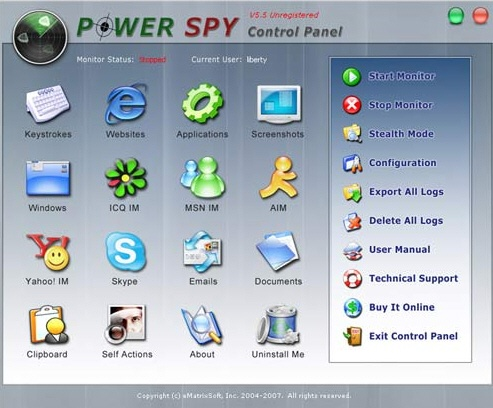 POWER SPY
V5.5 Unregistered
Control Panel
Monitor Status: Stopped Current User: liberty
Keystrokes Websites Applications Screenshots
Windows ICQ IM MSN IM AIM
Yahoo! IM Skype Emails Documents
Clipboard Self Actions About Uninstall Me
Start Monitor
Stop Monitor
Stealth Mode
Configuration
Export All Logs
Delete All Logs
User Manual
Technical Support
Buy It Online
Exit Control Panel
Copyright (c) eMatrixSoft, Inc. 2004-2007. All rights reserved.